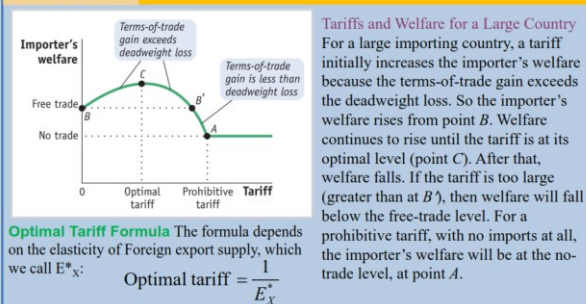 Terms-of-trade
gain exceeds
deadweight loss
Importer's
welfare
Terms-of-trade
gain is less than
deadweight loss
C
Free trade
B
B'
No trade
A
0
Optimal
tariff
Prohibitive
tariff
Tariff
Optimal Tariff Formula The formula depends
on the elasticity of Foreign export supply, which
we call E*X:
Optimal tariff = 1 / E*X
Tariffs and Welfare for a Large Country
For a large importing country, a tariff
initially increases the importer's welfare
because the terms-of-trade gain exceeds
the deadweight loss. So the importer's
welfare rises from point B. Welfare
continues to rise until the tariff is at its
optimal level (point C). After that,
welfare falls. If the tariff is too large
(greater than at B'), then welfare will fall
below the free-trade level. For a
prohibitive tariff, with no imports at all,
the importer's welfare will be at the no-
trade level, at point A.